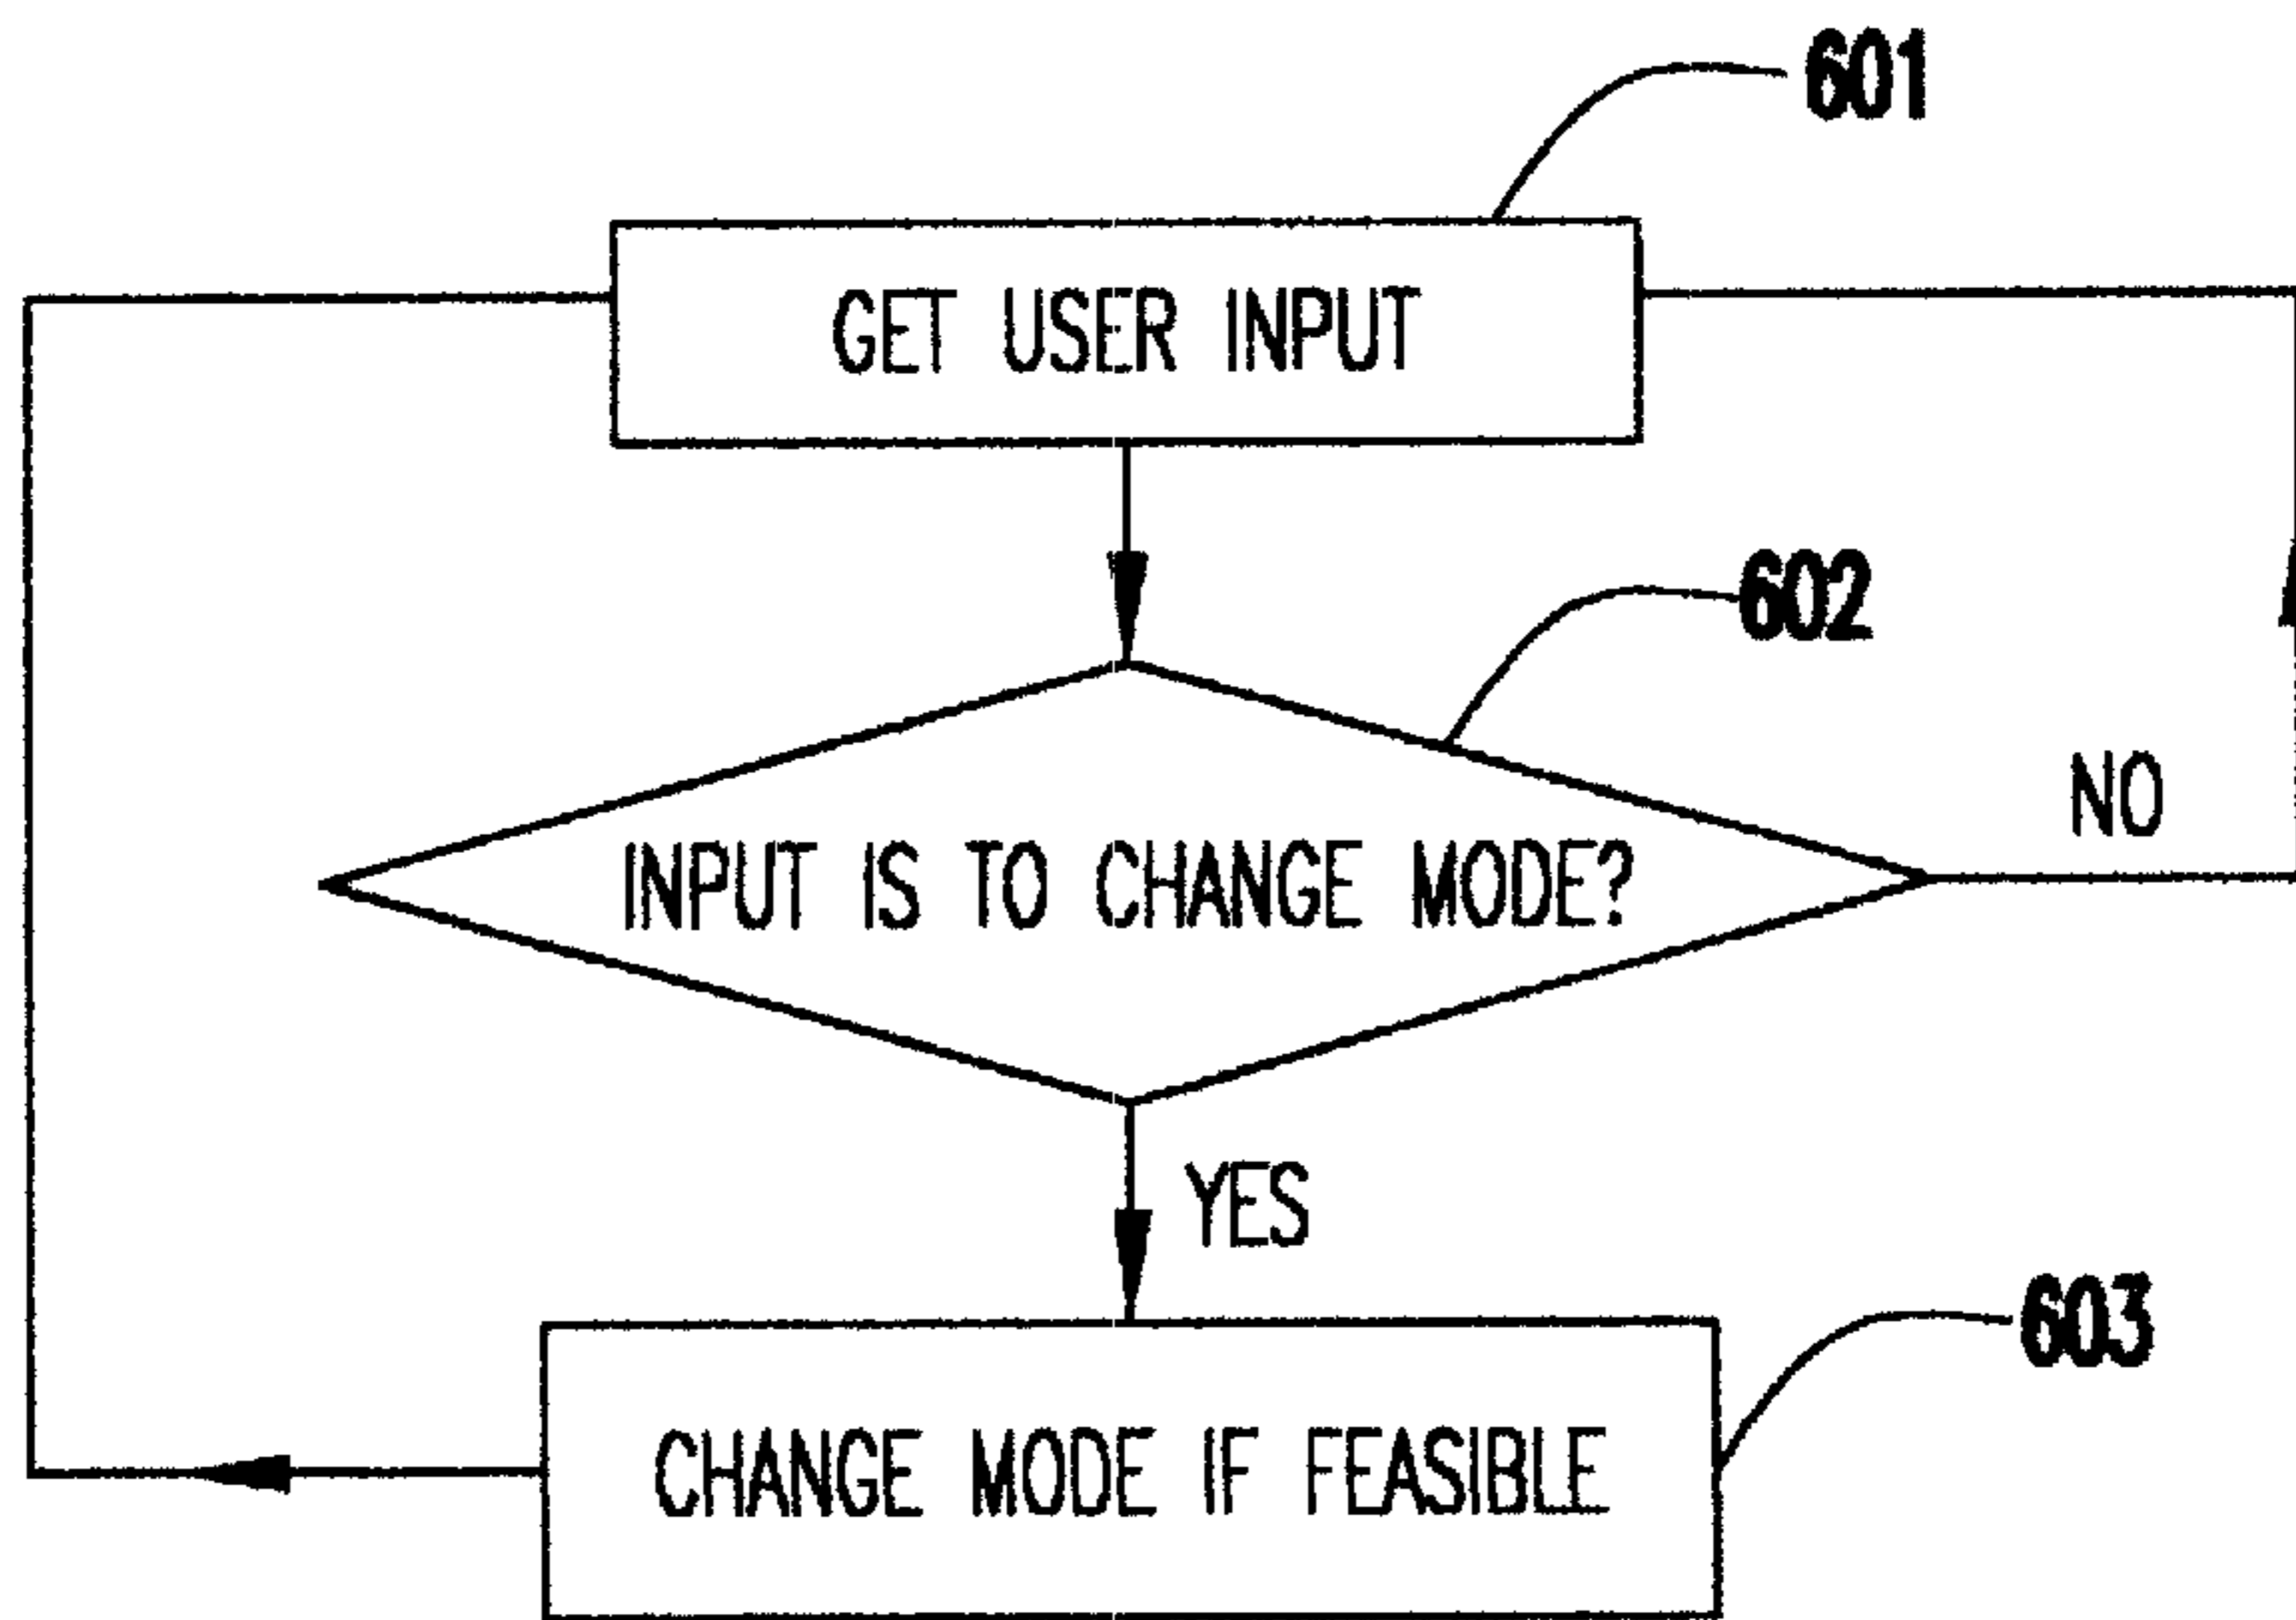 601
GET USER INPUT
602
NO
INPUT IS TO CHANGE MODE?
YES
603
CHANGE MODE IF FEASIBLE